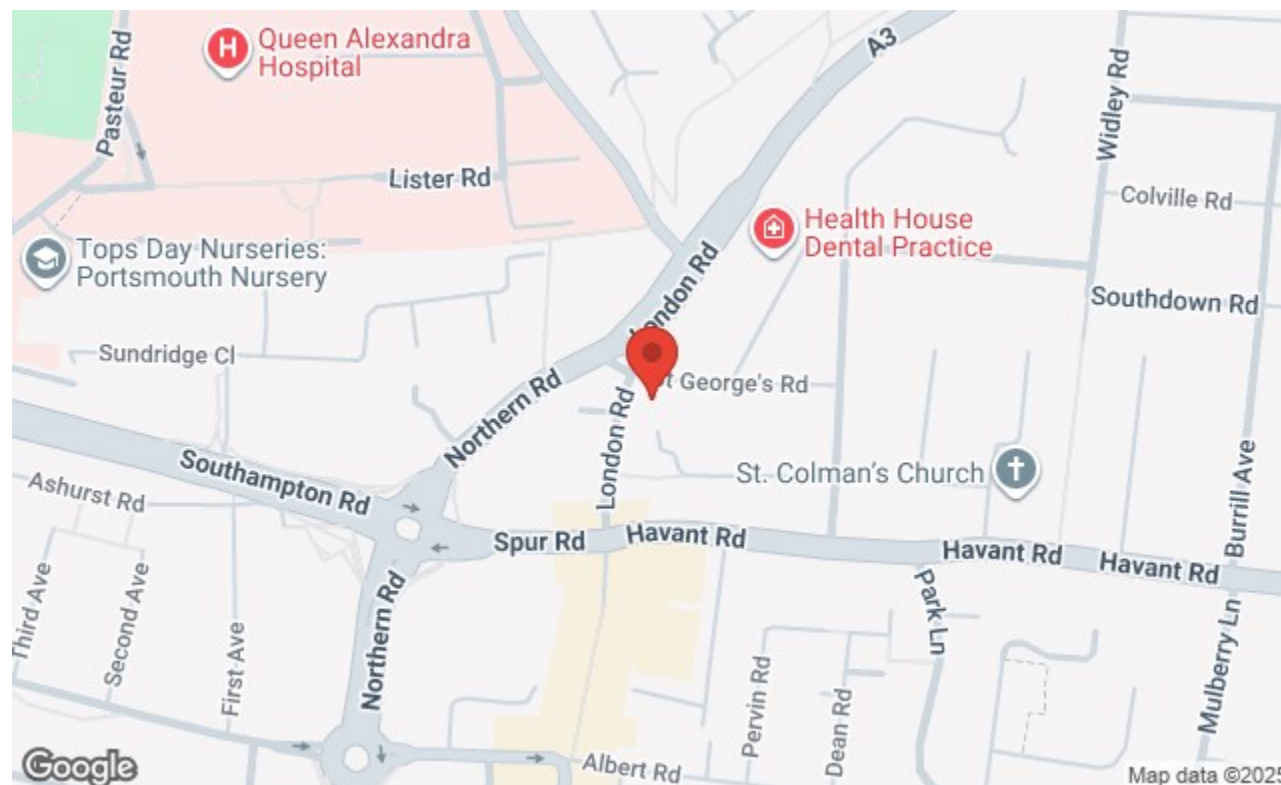 Pasteur Rd
Queen Alexandra
Hospital
A3
Widley Rd
Lister Rd
Colville Rd
Health House
Dental Practice
Tops Day Nurseries:
Portsmouth Nursery
London Rd
Southdown Rd
Sundridge Cl
St George's Rd
Northern Rd
London Rd
Southampton Rd
St. Colman's Church
Burrill Ave
Ashurst Rd
Spur Rd
Havant Rd
Havant Rd
Havant Rd
Third Ave
Second Ave
First Ave
Northern Rd
Park Ln
Mulberry Ln
Pervin Rd
Dean Rd
Albert Rd
Google
Map data ©2025